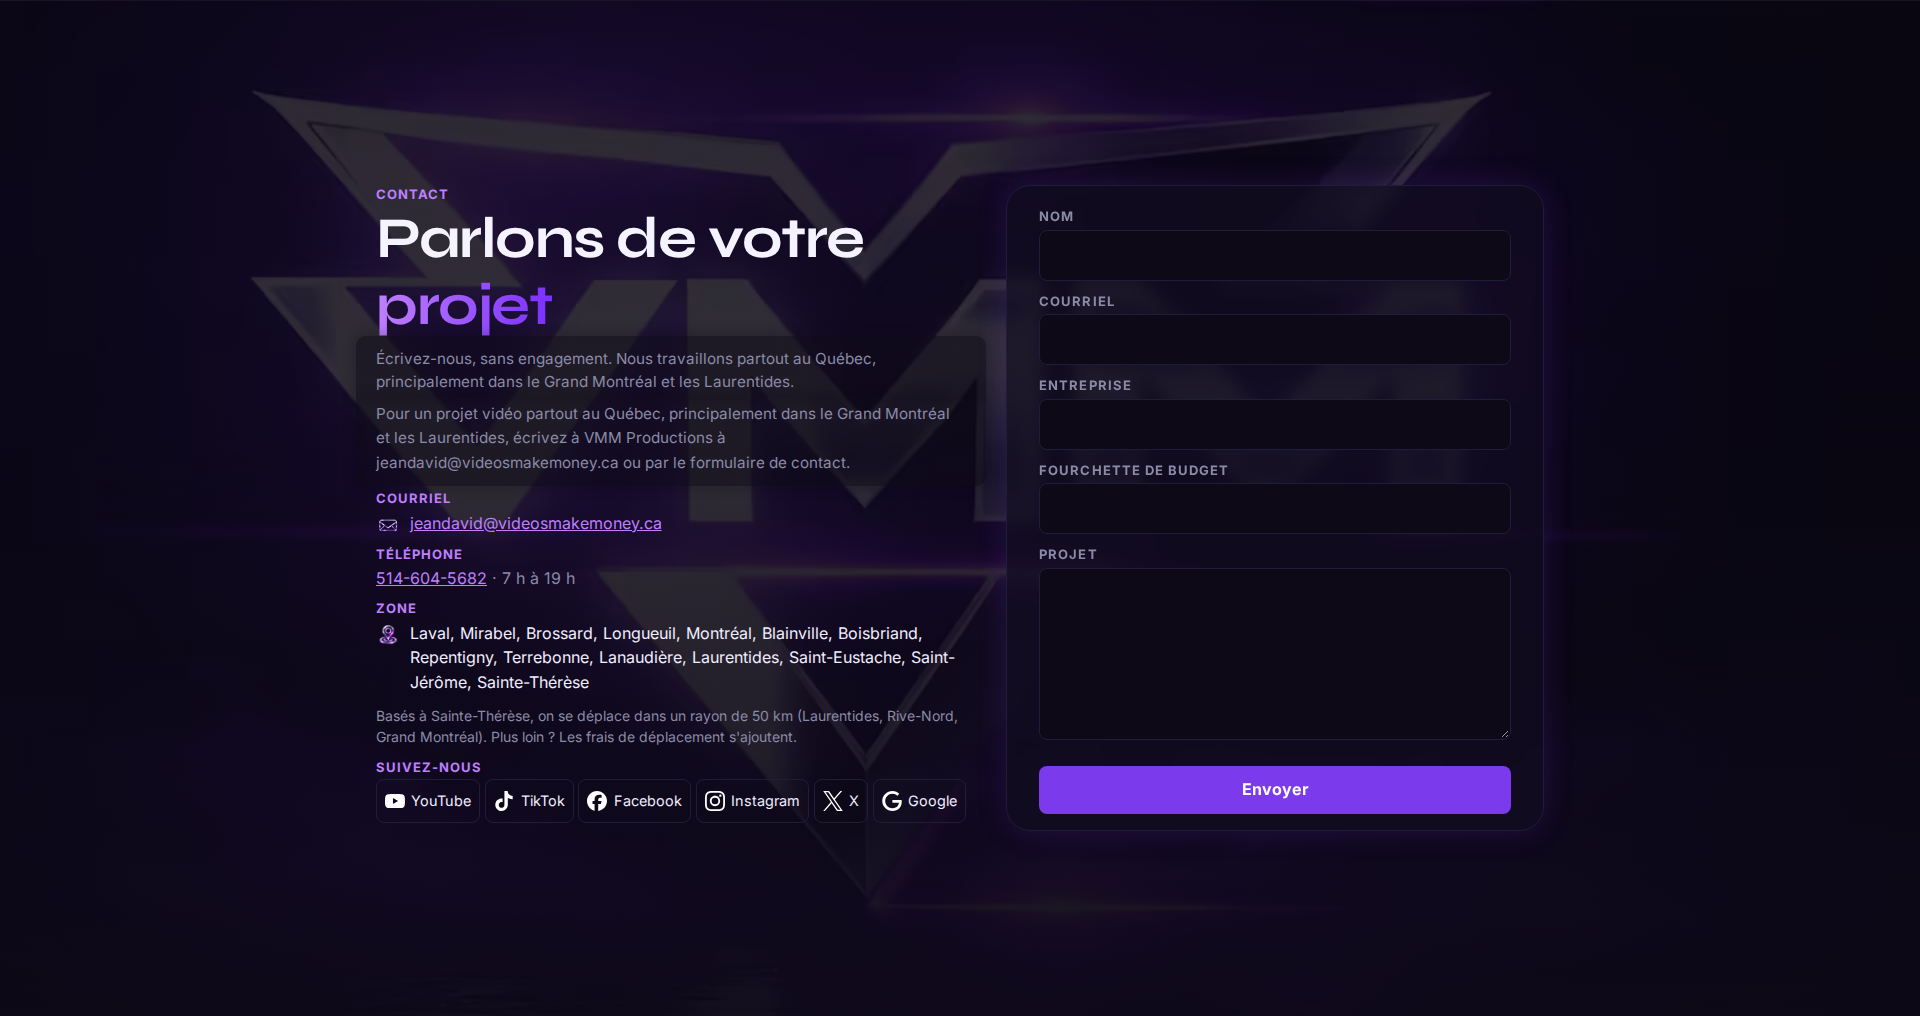 CONTACT
Parlons de votre
projet
Écrivez-nous, sans engagement. Nous travaillons partout au Québec,
principalement dans le Grand Montréal et les Laurentides.
Pour un projet vidéo partout au Québec, principalement dans le Grand Montréal
et les Laurentides, écrivez à VMM Productions à
jeandavid@videosmakemoney.ca ou par le formulaire de contact.
COURRIEL
jeandavid@videosmakemoney.ca
TÉLÉPHONE
514-604-5682 · 7 h à 19 h
ZONE
Laval, Mirabel, Brossard, Longueuil, Montréal, Blainville, Boisbriand,
Repentigny, Terrebonne, Lanaudière, Laurentides, Saint-Eustache, Saint-
Jérôme, Sainte-Thérèse
Basés à Sainte-Thérèse, on se déplace dans un rayon de 50 km (Laurentides, Rive-Nord,
Grand Montréal). Plus loin ? Les frais de déplacement s'ajoutent.
SUIVEZ-NOUS
YouTube TikTok Facebook Instagram X Google
NOM
COURRIEL
ENTREPRISE
FOURCHETTE DE BUDGET
PROJET
Envoyer
VMM